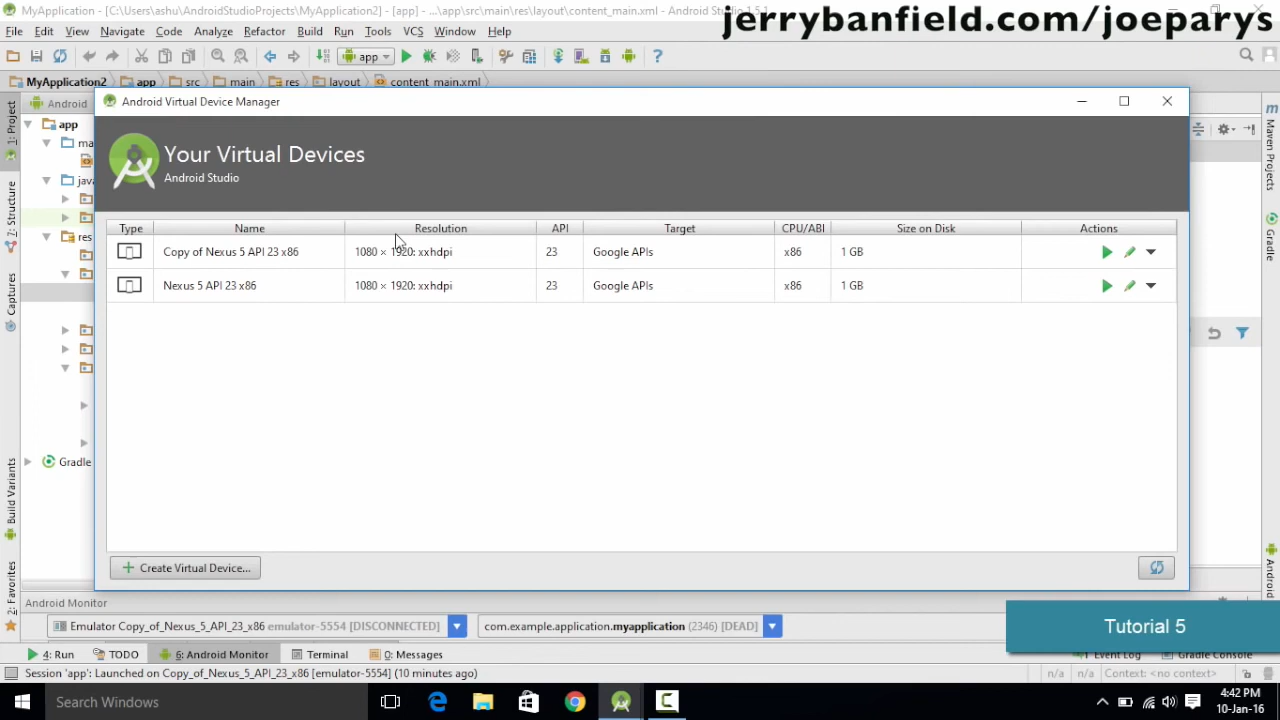 MyApplication - [C:\Users\ashu\AndroidStudioProjects\MyApplication2] - [app] - ...\app\src\main\res\layout\content_main.xml - Android Studio 1.5.1
jerrybanfield.com/joeparys
File Edit View Navigate Code Analyze Refactor Build Run Tools VCS Window Help
app
MyApplication2 app src main res layout content_main.xml
Android
1: Project
7: Structure
Captures
Build Variants
2: Favorites
app
ma
java
res
Gradle
Android Virtual Device Manager
Your Virtual Devices
Android Studio
Type Name Resolution API Target CPU/ABI Size on Disk Actions
Copy of Nexus 5 API 23 x86 1080 × 1920: xxhdpi 23 Google APIs x86 1 GB
Nexus 5 API 23 x86 1080 × 1920: xxhdpi 23 Google APIs x86 1 GB
Create Virtual Device...
Maven Projects
Gradle
Android
Android Monitor
Emulator Copy_of_Nexus_5_API_23_x86 emulator-5554 [DISCONNECTED] com.example.application.myapplication (2346) [DEAD]
Tutorial 5
4: Run TODO 6: Android Monitor Terminal 0: Messages Event Log Gradle Console
Session 'app': Launched on Copy_of_Nexus_5_API_23_x86 [emulator-5554] (10 minutes ago) n/a n/a Context: <no context>
Search Windows
4:42 PM
10-Jan-16